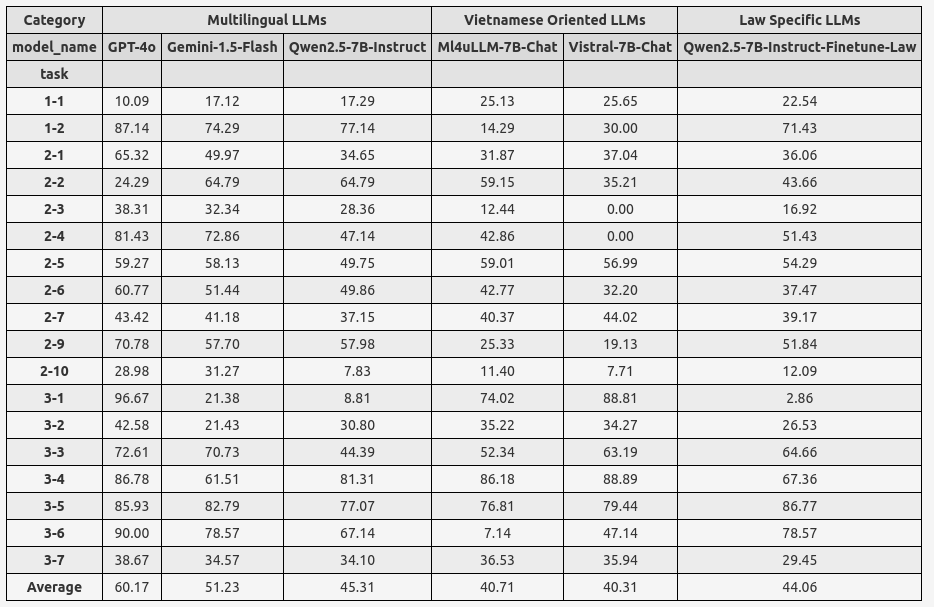 Category Multilingual LLMs Vietnamese Oriented LLMs Law Specific LLMs
model_name GPT-4o Gemini-1.5-Flash Qwen2.5-7B-Instruct Ml4uLLM-7B-Chat Vistral-7B-Chat Qwen2.5-7B-Instruct-Finetune-Law
task
1-1 10.09 17.12 17.29 25.13 25.65 22.54
1-2 87.14 74.29 77.14 14.29 30.00 71.43
2-1 65.32 49.97 34.65 31.87 37.04 36.06
2-2 24.29 64.79 64.79 59.15 35.21 43.66
2-3 38.31 32.34 28.36 12.44 0.00 16.92
2-4 81.43 72.86 47.14 42.86 0.00 51.43
2-5 59.27 58.13 49.75 59.01 56.99 54.29
2-6 60.77 51.44 49.86 42.77 32.20 37.47
2-7 43.42 41.18 37.15 40.37 44.02 39.17
2-9 70.78 57.70 57.98 25.33 19.13 51.84
2-10 28.98 31.27 7.83 11.40 7.71 12.09
3-1 96.67 21.38 8.81 74.02 88.81 2.86
3-2 42.58 21.43 30.80 35.22 34.27 26.53
3-3 72.61 70.73 44.39 52.34 63.19 64.66
3-4 86.78 61.51 81.31 86.18 88.89 67.36
3-5 85.93 82.79 77.07 76.81 79.44 86.77
3-6 90.00 78.57 67.14 7.14 47.14 78.57
3-7 38.67 34.57 34.10 36.53 35.94 29.45
Average 60.17 51.23 45.31 40.71 40.31 44.06